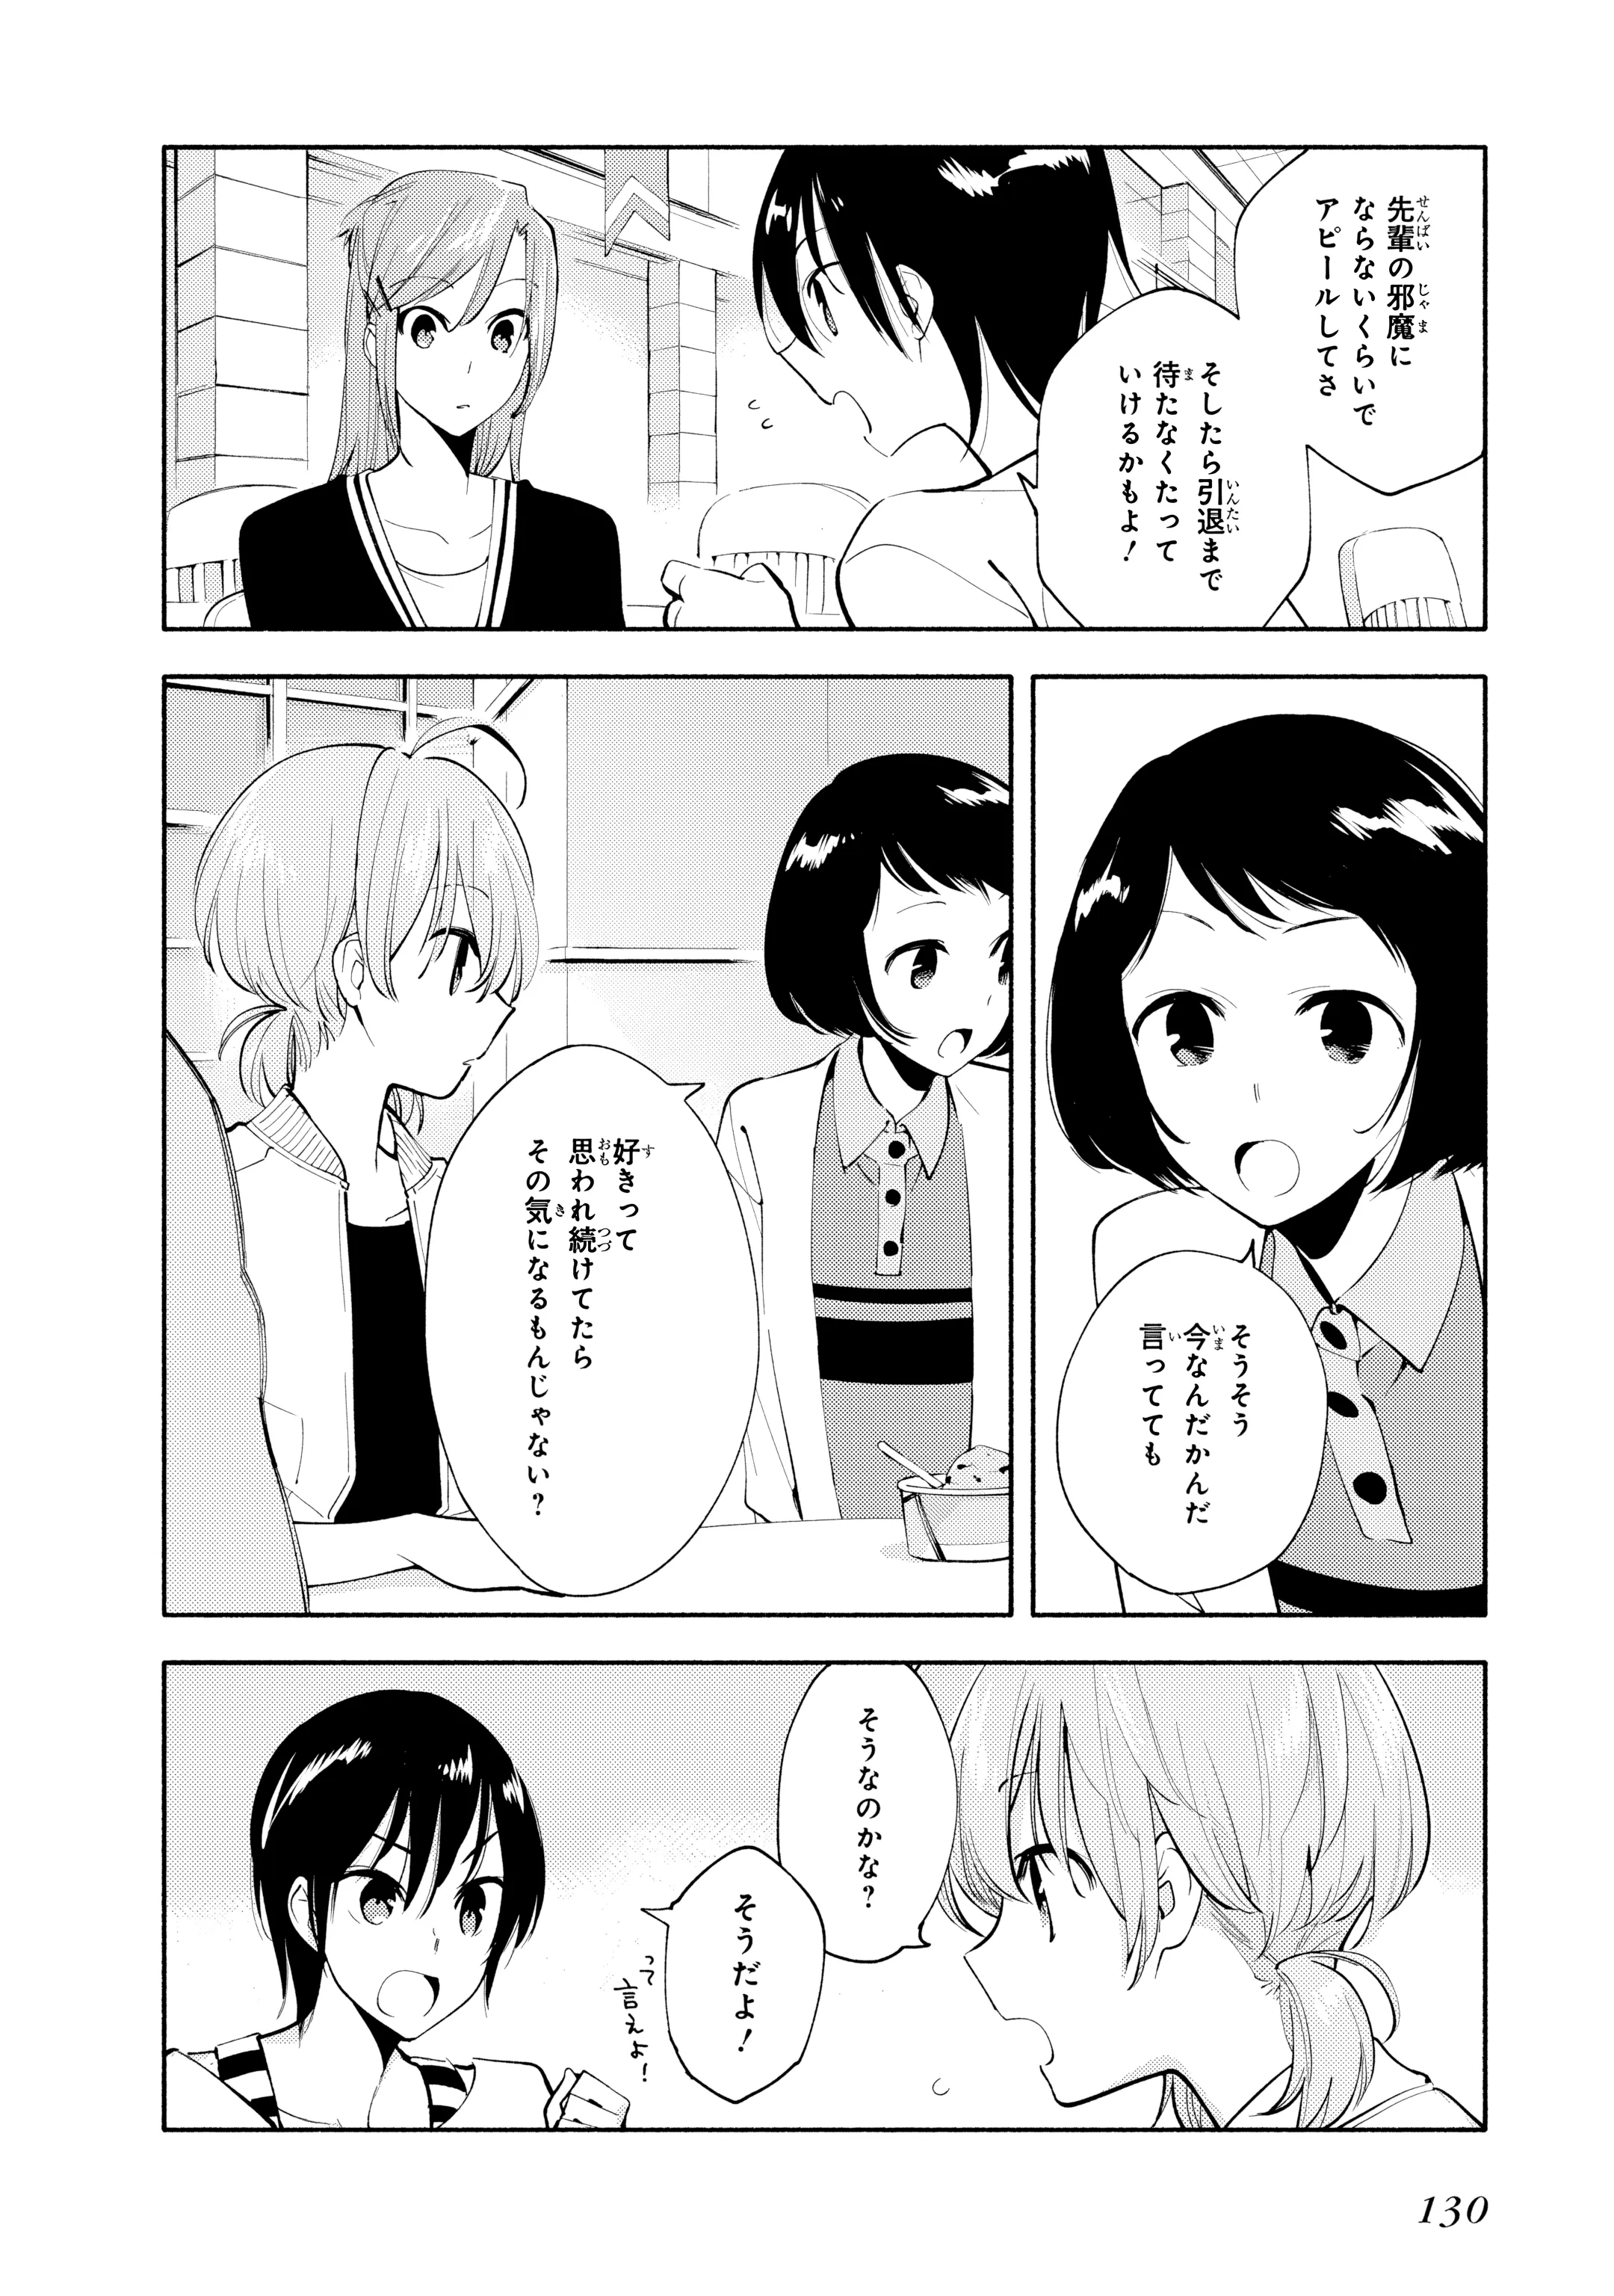 先輩の邪魔に
ならないくらいで
アピールしてさ
そしたら引退まで
待たなくたって
いけるかもよ！
そうそう
今なんだかんだ
言ってても
好きって
思われ続けてたら
その気になるもんじゃない？
そうなのかな？
そうだよ！
って
言えよ！
130